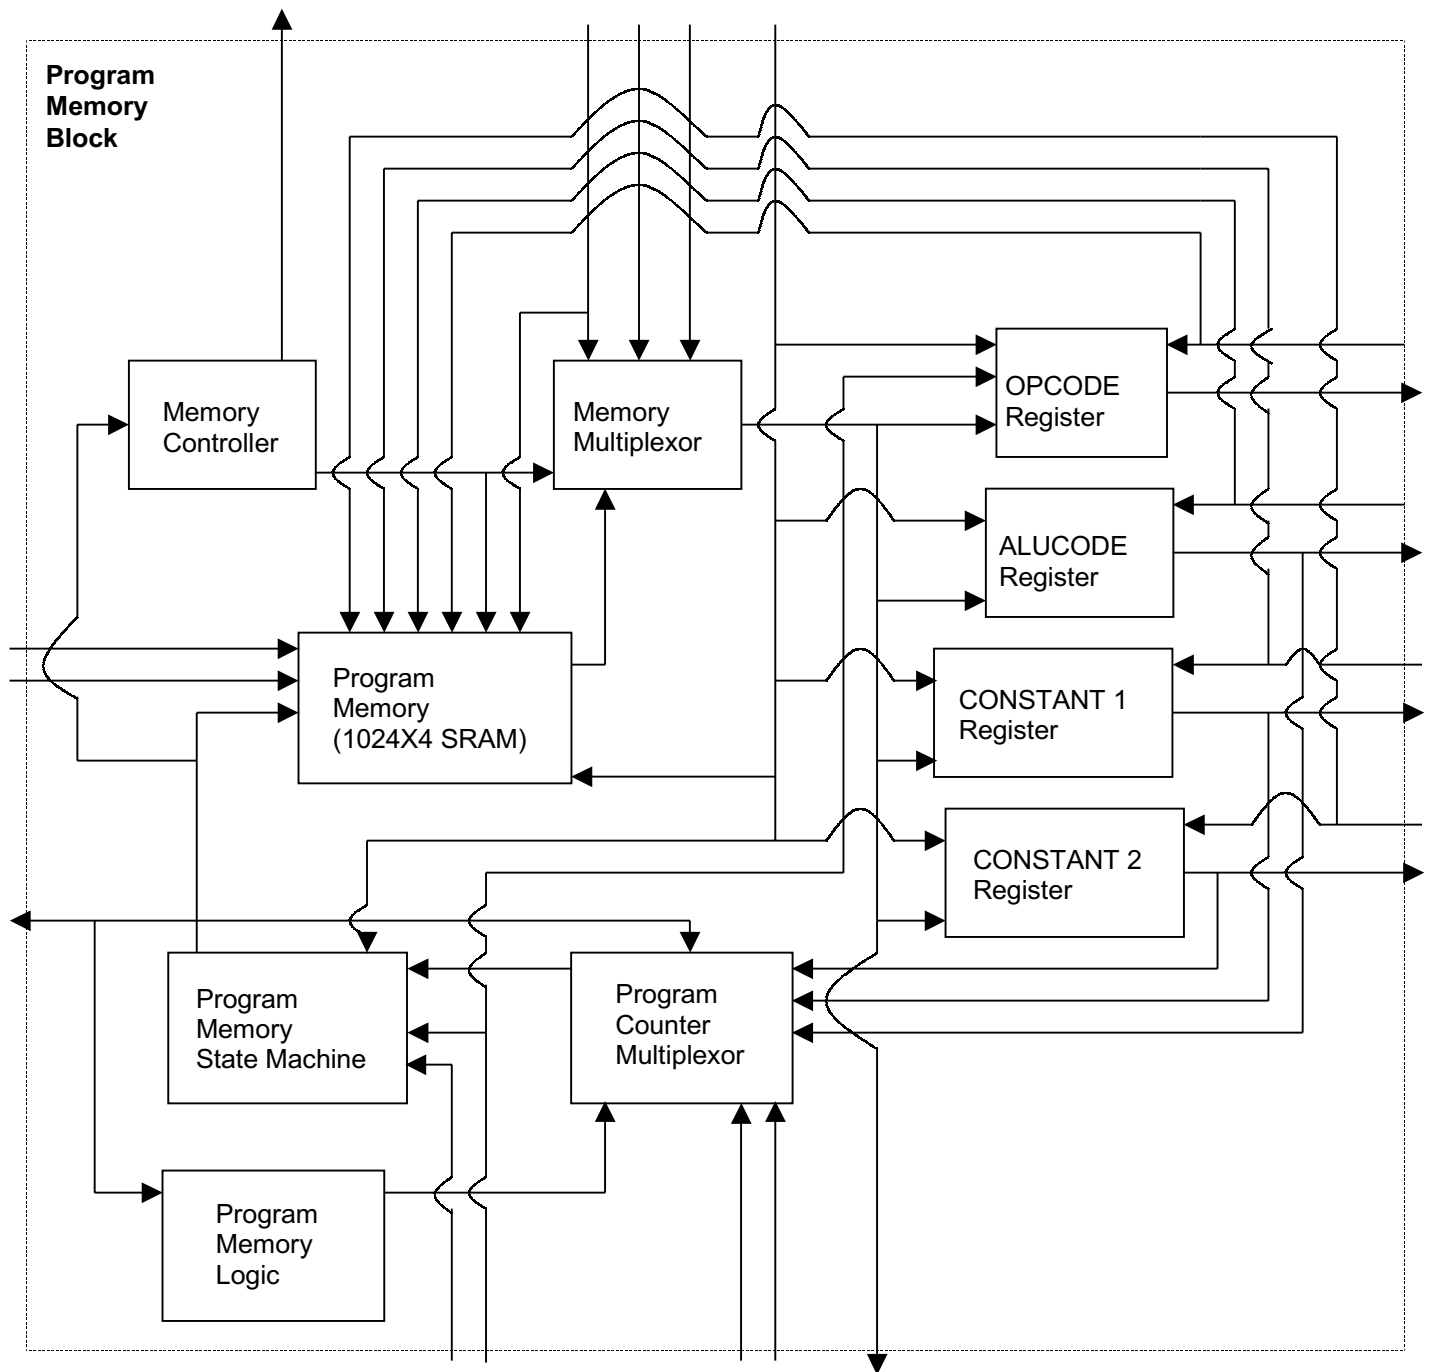 Program
Memory
Block
Memory
Controller
Memory
Multiplexor
OPCODE
Register
ALUCODE
Register
Program
Memory
(1024X4 SRAM)
CONSTANT 1
Register
CONSTANT 2
Register
Program
Memory
State Machine
Program
Counter
Multiplexor
Program
Memory
Logic